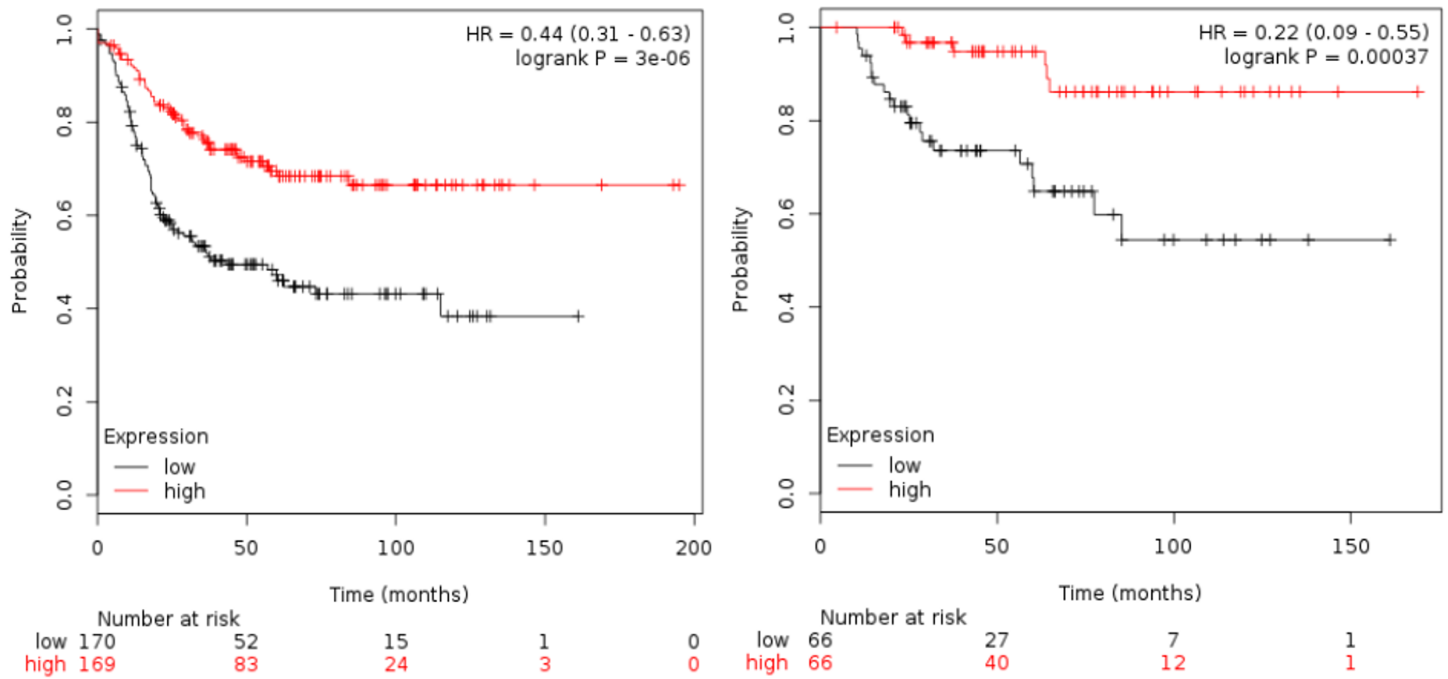 HR = 0.44 (0.31 - 0.63)
logrank P = 3e-06
Probability
1.0
0.8
0.6
0.4
0.2
0.0
Expression
low
high
0 50 100 150 200
Time (months)
Number at risk
low 170 52 15 1 0
high 169 83 24 3 0
HR = 0.22 (0.09 - 0.55)
logrank P = 0.00037
Probability
1.0
0.8
0.6
0.4
0.2
0.0
Expression
low
high
0 50 100 150
Time (months)
Number at risk
low 66 27 7 1
high 66 40 12 1